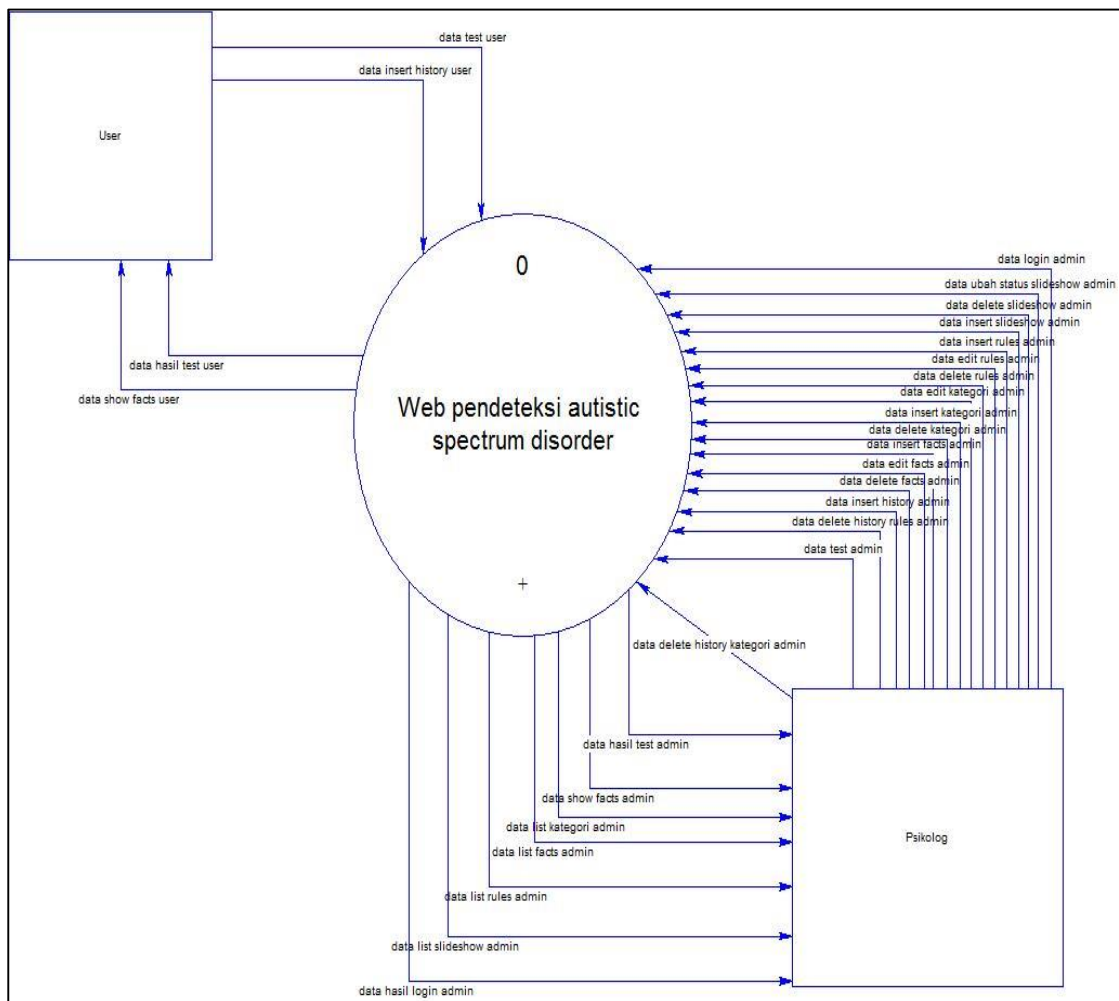 data test user
data insert history user
User
data hasil test user
data show facts user
0
Web pendeteksi autistic
spectrum disorder
+
data login admin
data ubah status slideshow admin
data delete slideshow admin
data insert slideshow admin
data insert rules admin
data edit rules admin
data delete rules admin
data edit kategori admin
data insert kategori admin
data delete kategori admin
data insert facts admin
data edit facts admin
data delete facts admin
data insert history admin
data delete history rules admin
data test admin
data delete history kategori admin
data hasil test admin
data show facts admin
data list kategori admin
data list facts admin
Psikolog
data list rules admin
data list slideshow admin
data hasil login admin